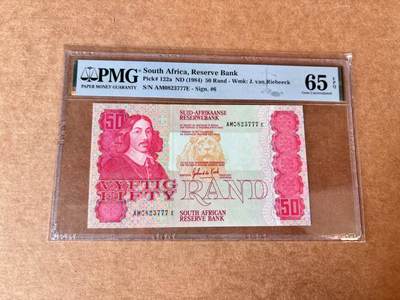 PMG
PAPER MONEY GUARANTY
South Africa, Reserve Bank
Pick# 122a ND (1984) 50 Rand - Wmk: J. van Riebeeck
S/N AM0823777E - Sign. #6
65 EPQ
Gem Uncirculated
50
SUID-AFRIKAANSE
RESERWEBANK
AM0823777 E
VYFTIG
FIFTY
RAND
AM0823777 E
SOUTH AFRICAN
RESERVE BANK
50